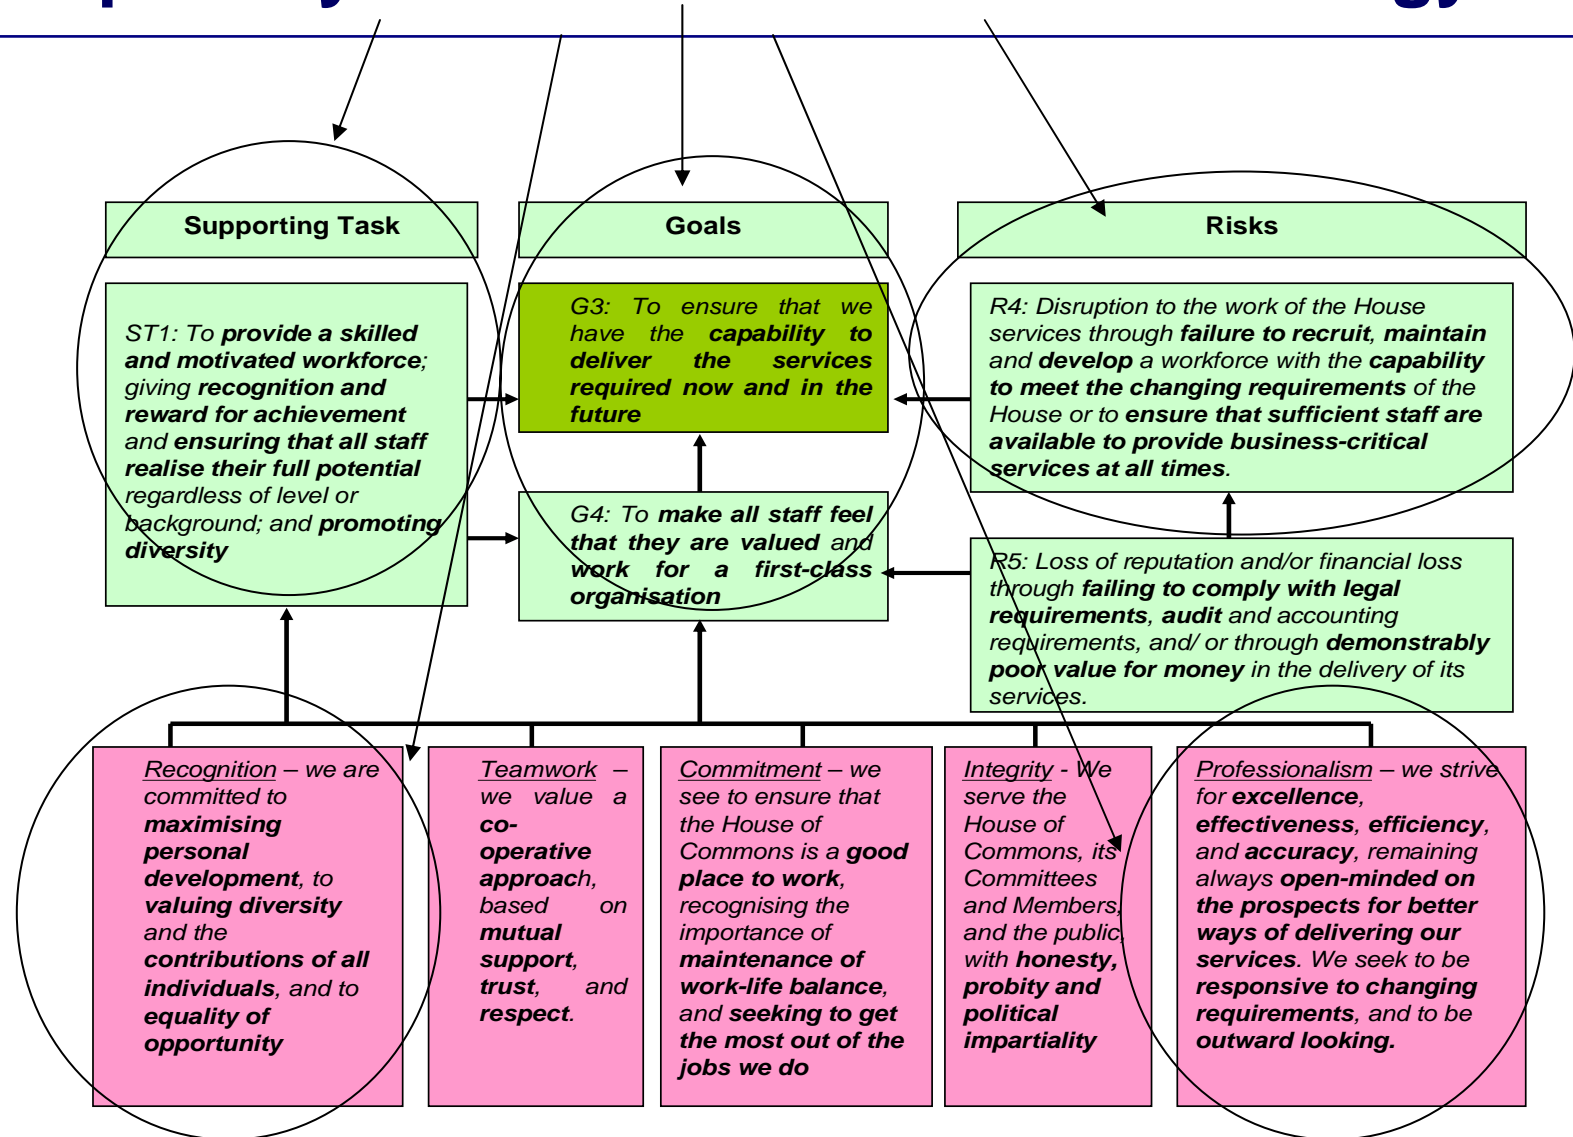 Supporting Task
Goals
Risks
ST1: To provide a skilled
and motivated workforce;
giving recognition and
reward for achievement
and ensuring that all staff
realise their full potential
regardless of level or
background; and promoting
diversity
G3: To ensure that we
have the capability to
deliver the services
required now and in the
future
G4: To make all staff feel
that they are valued and
work for a first-class
organisation
R4: Disruption to the work of the House
services through failure to recruit, maintain
and develop a workforce with the capability
to meet the changing requirements of the
House or to ensure that sufficient staff are
available to provide business-critical
services at all times.
R5: Loss of reputation and/or financial loss
through failing to comply with legal
requirements, audit and accounting
requirements, and/ or through demonstrably
poor value for money in the delivery of its
services.
Recognition – we are
committed to
maximising
personal
development, to
valuing diversity
and the
contributions of all
individuals, and to
equality of
opportunity
Teamwork –
we value a
co-
operative
approach,
based on
mutual
support,
trust, and
respect.
Commitment – we
see to ensure that
the House of
Commons is a good
place to work,
recognising the
importance of
maintenance of
work-life balance,
and seeking to get
the most out of the
jobs we do
Integrity - We
serve the
House of
Commons, its
Committees
and Members,
and the public,
with honesty,
probity and
political
impartiality
Professionalism – we strive
for excellence,
effectiveness, efficiency,
and accuracy, remaining
always open-minded on
the prospects for better
ways of delivering our
services. We seek to be
responsive to changing
requirements, and to be
outward looking.